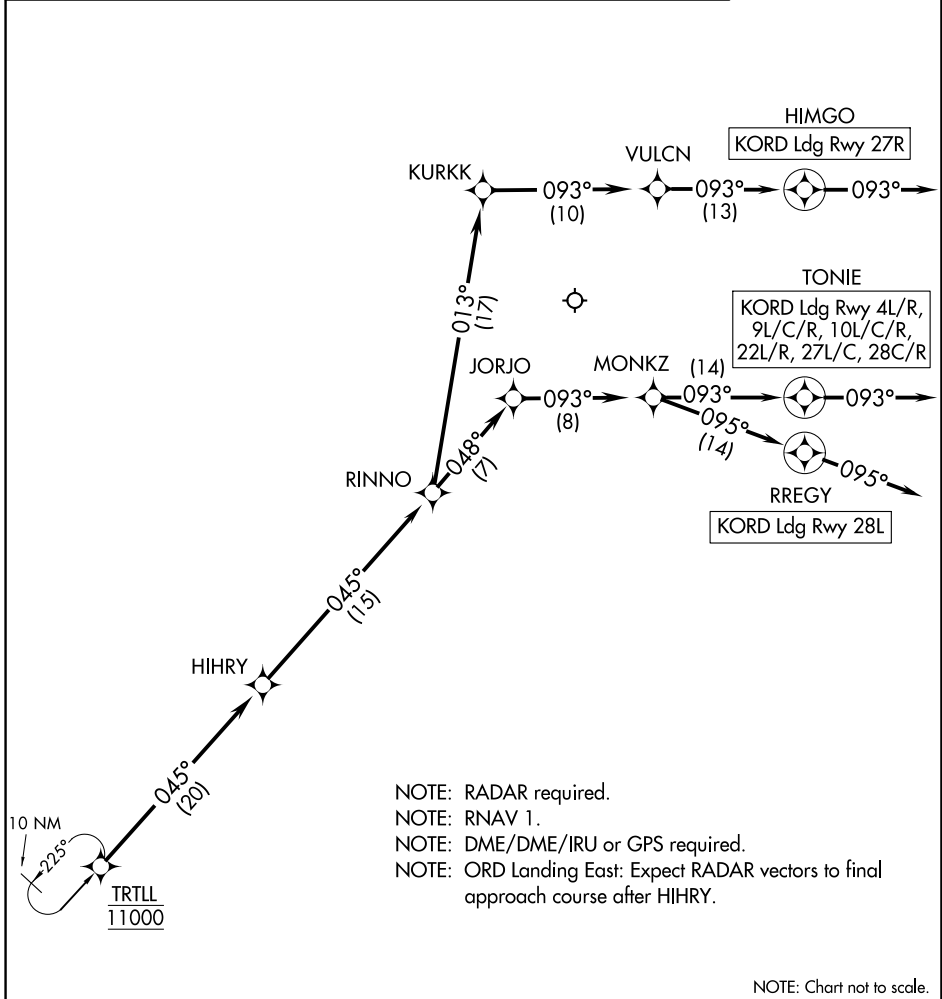 HIMGO
KORD Ldg Rwy 27R
KURKK
VULCN
093°
(10)
093°
(13)
093°
013°
(17)
TONIE
KORD Ldg Rwy 4L/R,
9L/C/R, 10L/C/R,
22L/R, 27L/C, 28C/R
JORJO
MONKZ
093°
(8)
(14)
093°
093°
095°
(14)
095°
048°
(7)
RINNO
RREGY
KORD Ldg Rwy 28L
045°
(15)
HIHRY
045°
(20)
10 NM
225°
TRTLL
11000
NOTE: RADAR required.
NOTE: RNAV 1.
NOTE: DME/DME/IRU or GPS required.
NOTE: ORD Landing East: Expect RADAR vectors to final
approach course after HIHRY.
NOTE: Chart not to scale.